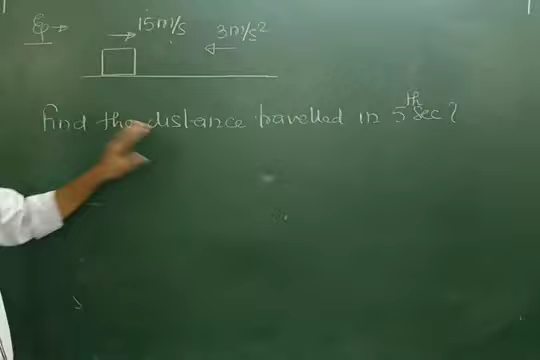 Q →
→ 15m/s ← 3m/s²
Find the distance travelled in 5th sec?